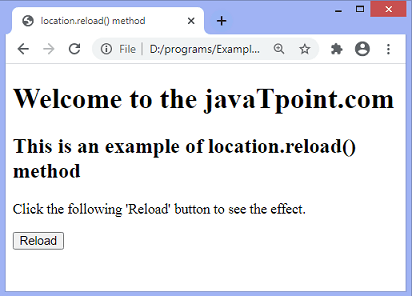 location.reload() method
File | D:/programs/Exampl...
Welcome to the javaTpoint.com
This is an example of location.reload()
method
Click the following 'Reload' button to see the effect.
Reload